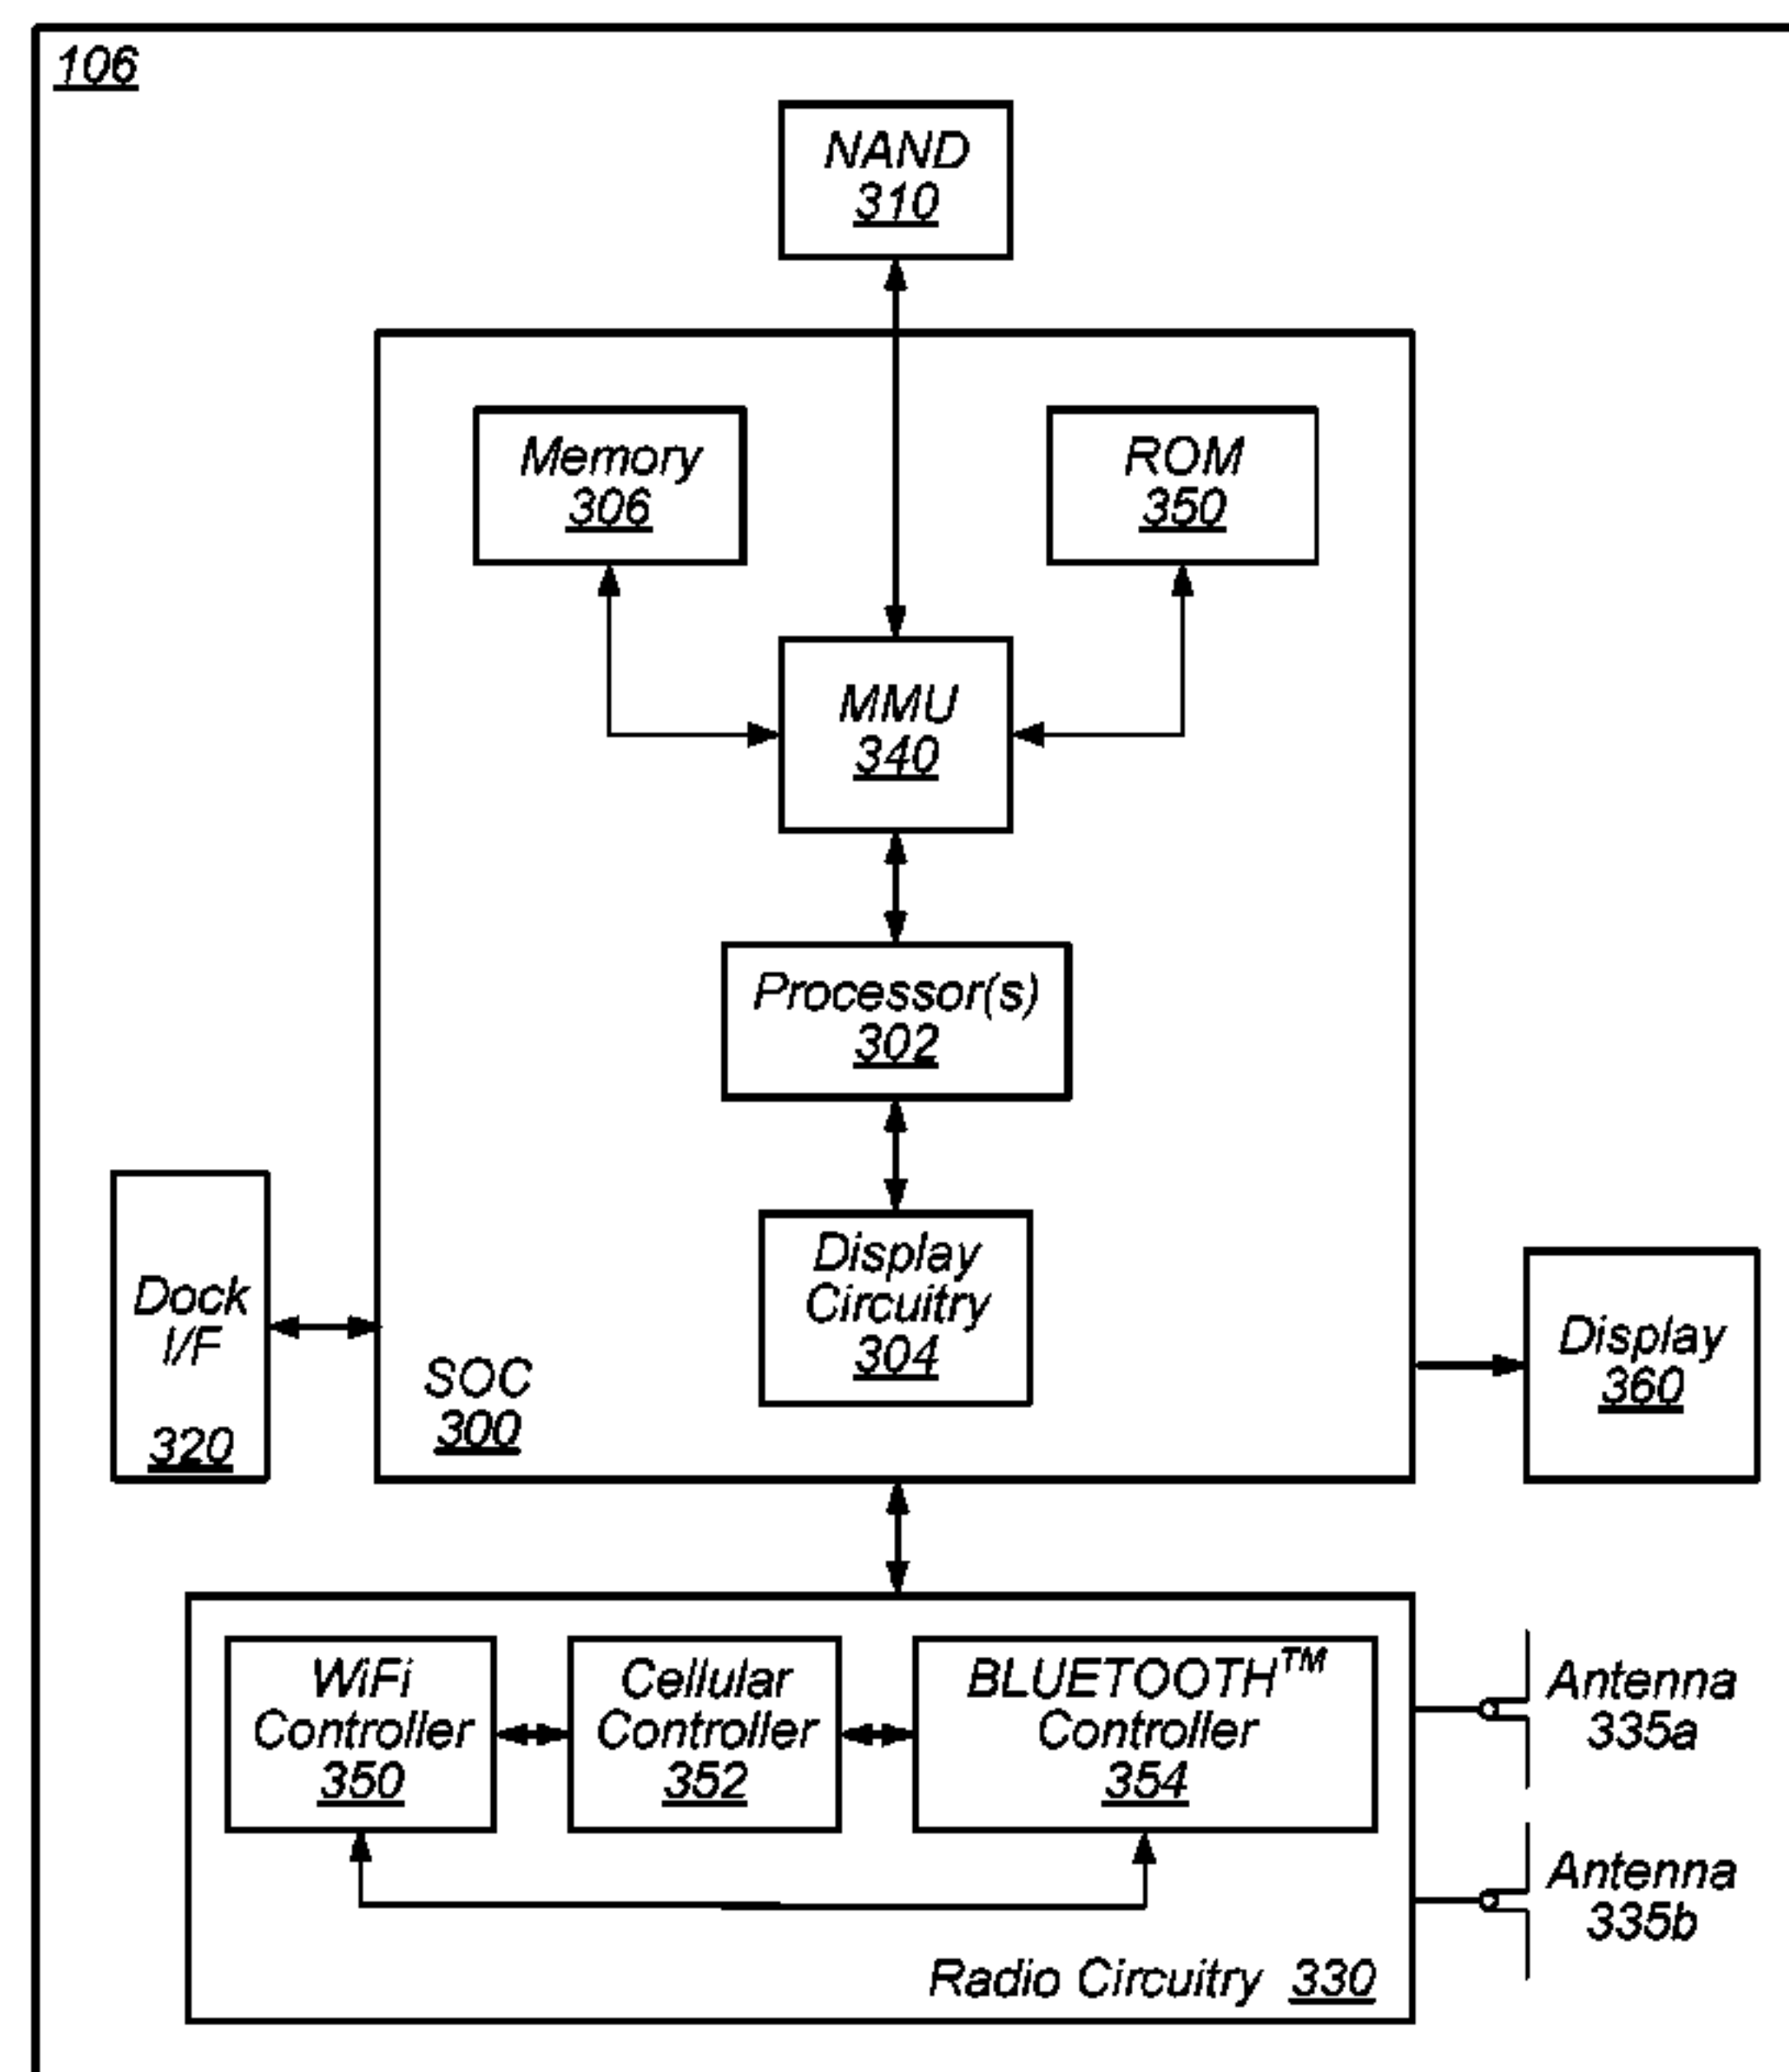 106
NAND
310
Memory
306
ROM
350
MMU
340
Processor(s)
302
Display
Circuitry
304
Dock
I/F
320
SOC
300
Display
360
WiFi
Controller
350
Cellular
Controller
352
BLUETOOTH™
Controller
354
Antenna
335a
Antenna
335b
Radio Circuitry 330